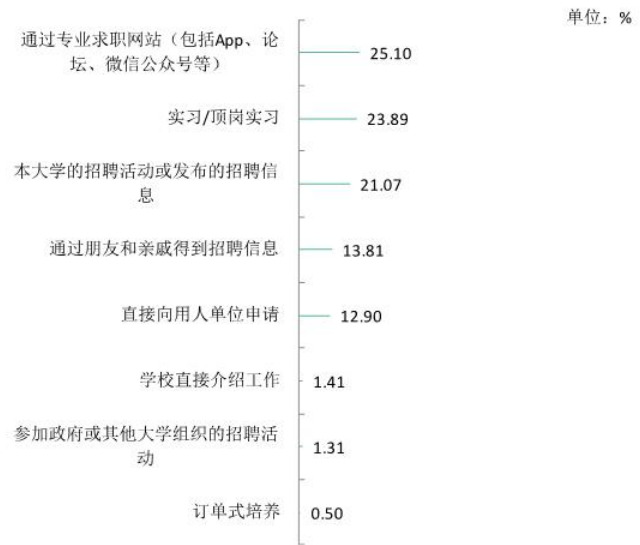 单位：%
通过专业求职网站（包括App、论
坛、微信公众号等）
25.10
实习/顶岗实习
23.89
本大学的招聘活动或发布的招聘信
息
21.07
通过朋友和亲戚得到招聘信息
13.81
直接向用人单位申请
12.90
学校直接介绍工作
1.41
参加政府或其他大学组织的招聘活
动
1.31
订单式培养
0.50